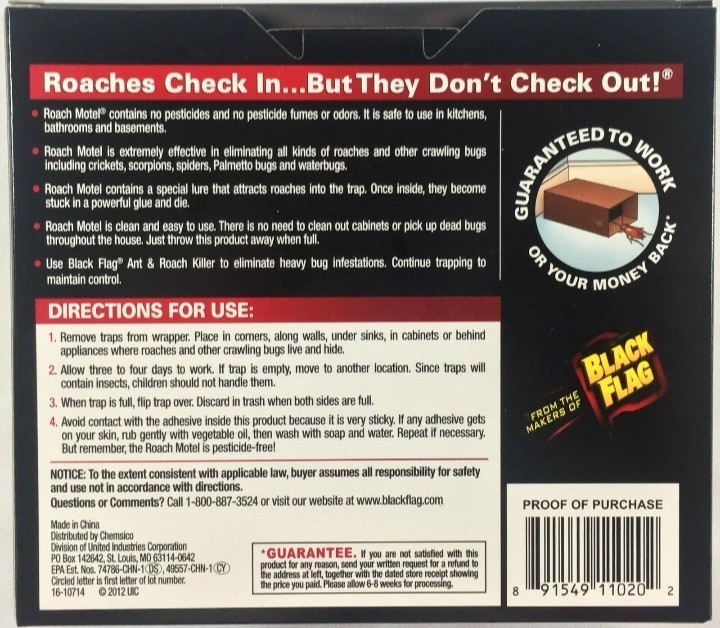 Roaches Check In...But They Don't Check Out!®
• Roach Motel® contains no pesticides and no pesticide fumes or odors. It is safe to use in kitchens,
bathrooms and basements.
• Roach Motel is extremely effective in eliminating all kinds of roaches and other crawling bugs
including crickets, scorpions, spiders, Palmetto bugs and waterbugs.
• Roach Motel contains a special lure that attracts roaches into the trap. Once inside, they become
stuck in a powerful glue and die.
• Roach Motel is clean and easy to use. There is no need to clean out cabinets or pick up dead bugs
throughout the house. Just throw this product away when full.
• Use Black Flag® Ant & Roach Killer to eliminate heavy bug infestations. Continue trapping to
maintain control.
GUARANTEED TO WORK
OR YOUR MONEY BACK*
DIRECTIONS FOR USE:
1. Remove traps from wrapper. Place in corners, along walls, under sinks, in cabinets or behind
appliances where roaches and other crawling bugs live and hide.
2. Allow three to four days to work. If trap is empty, move to another location. Since traps will
contain insects, children should not handle them.
3. When trap is full, flip trap over. Discard in trash when both sides are full.
4. Avoid contact with the adhesive inside this product because it is very sticky. If any adhesive gets
on your skin, rub gently with vegetable oil, then wash with soap and water. Repeat if necessary.
But remember, the Roach Motel is pesticide-free!
NOTICE: To the extent consistent with applicable law, buyer assumes all responsibility for safety
and use not in accordance with directions.
Questions or Comments? Call 1-800-887-3524 or visit our website at www.blackflag.com
Made in China
Distributed by Chemsico
Division of United Industries Corporation
PO Box 142642, St. Louis, MO 63114-0642
EPA Est. Nos. 74786-CHN-1(DS), 49557-CHN-1(CY)
Circled letter is first letter of lot number.
16-10714 © 2012 UIC
*GUARANTEE. If you are not satisfied with this
product for any reason, send your written request for a refund to
the address at left, together with the dated store receipt showing
the price you paid. Please allow 6-8 weeks for processing.
FROM THE
MAKERS OF
BLACK
FLAG
PROOF OF PURCHASE
8 91549 11020 2